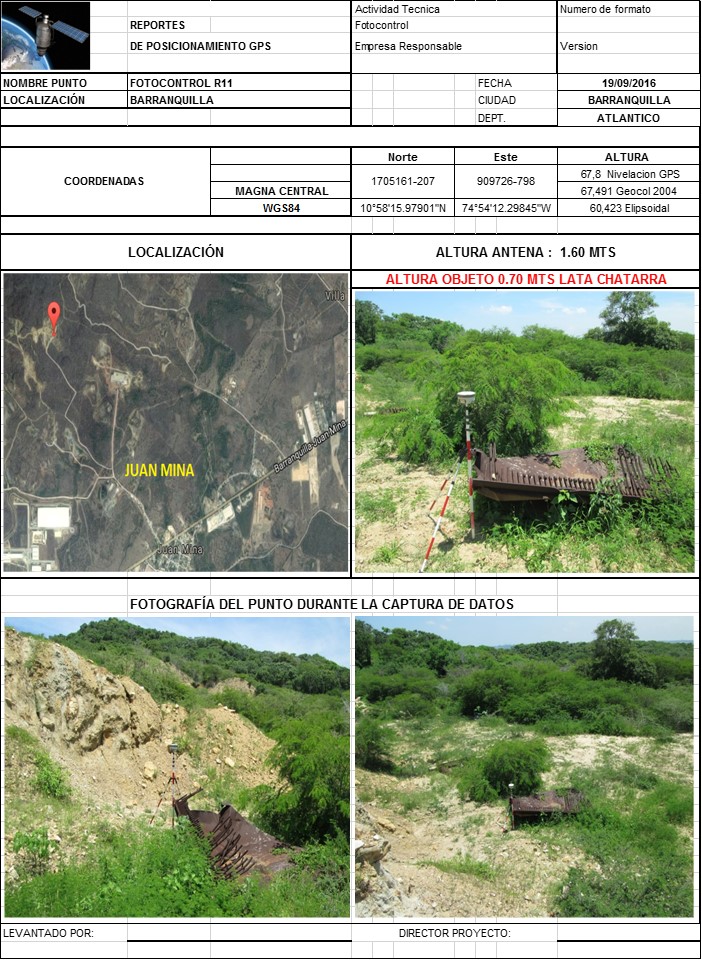 Actividad Tecnica
Numero de formato
REPORTES
Fotocontrol
DE POSICIONAMIENTO GPS
Empresa Responsable
Version
NOMBRE PUNTO
FOTOCONTROL R11
FECHA
19/09/2016
LOCALIZACIÓN
BARRANQUILLA
CIUDAD
BARRANQUILLA
DEPT.
ATLANTICO
COORDENADAS
Norte
Este
ALTURA
MAGNA CENTRAL
1705161-207
909726-798
67,8 Nivelacion GPS
67,491 Geocol 2004
WGS84
10°58'15.97901"N
74°54'12.29845"W
60,423 Elipsoidal
LOCALIZACIÓN
ALTURA ANTENA : 1.60 MTS
ALTURA OBJETO 0.70 MTS LATA CHATARRA
Villa
Barranquilla-Juan Mina
JUAN MINA
Juan Mina
FOTOGRAFÍA DEL PUNTO DURANTE LA CAPTURA DE DATOS
LEVANTADO POR:
DIRECTOR PROYECTO: